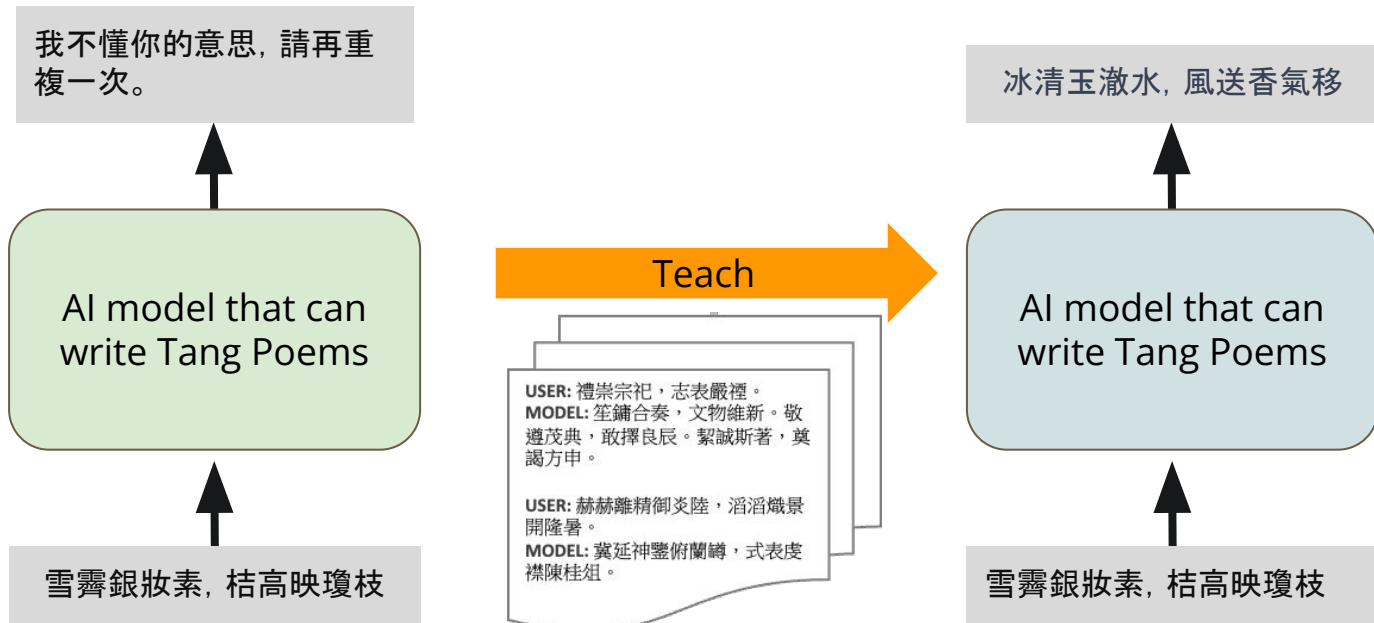 我不懂你的意思, 請再重
複一次。
AI model that can
write Tang Poems
雪霽銀妝素, 桔高映瓊枝
Teach
USER: 禮崇宗祀，志表嚴禋。
MODEL: 笙鏞合奏，文物維新。敬
遵茂典，敢擇良辰。絜誠斯著，奠
謁方申。
USER: 赫赫離精御炎陸，滔滔熾景
開隆暑。
MODEL: 冀延神鑒俯蘭罇，式表虔
襟陳桂俎。
冰清玉澈水, 風送香氣移
AI model that can
write Tang Poems
雪霽銀妝素, 桔高映瓊枝